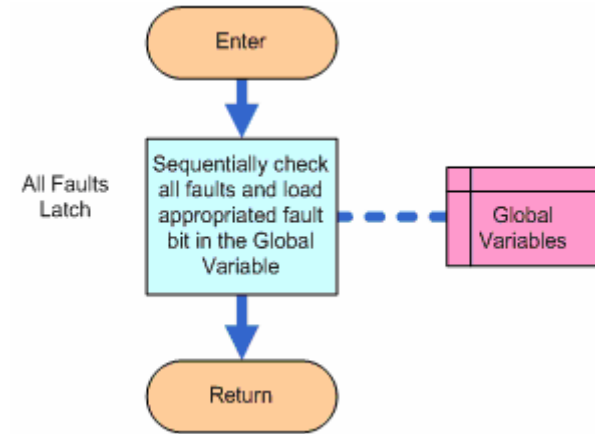 Enter
All Faults
Latch
Sequentially check
all faults and load
appropriated fault
bit in the Global
Variable
Global
Variables
Return